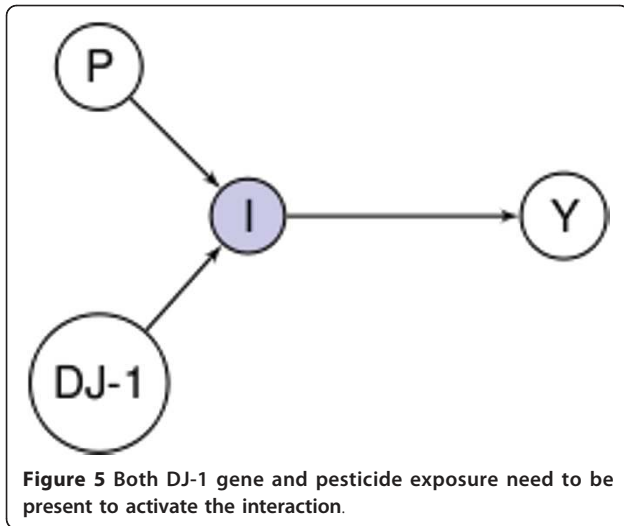 P
I
Y
DJ-1
Figure 5 Both DJ-1 gene and pesticide exposure need to be
present to activate the interaction.